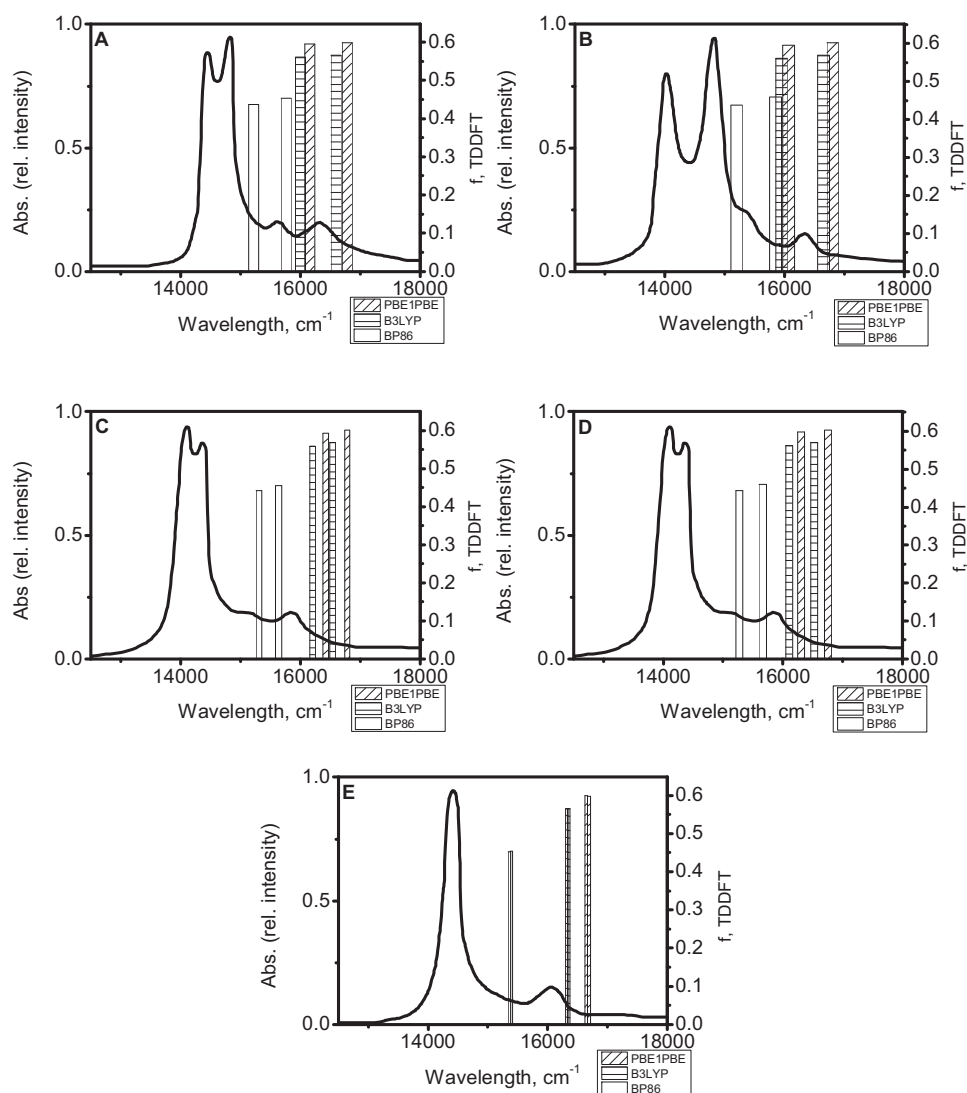 A
Abs. (rel. intensity)
1.0
0.5
0.0
f, TDDFT
0.6
0.5
0.4
0.3
0.2
0.1
0.0
14000 16000 18000
Wavelength, cm-1
PBE1PBE
B3LYP
BP86
B
Abs. (rel. intensity)
1.0
0.5
0.0
f, TDDFT
0.6
0.5
0.4
0.3
0.2
0.1
0.0
14000 16000 18000
Wavelength, cm-1
PBE1PBE
B3LYP
BP86
C
Abs (rel. intensity)
1.0
0.5
0.0
f, TDDFT
0.6
0.5
0.4
0.3
0.2
0.1
0.0
14000 16000 18000
Wavelength, cm-1
PBE1PBE
B3LYP
BP86
D
Abs. (rel. intensity)
1.0
0.5
0.0
f, TDDFT
0.6
0.5
0.4
0.3
0.2
0.1
0.0
14000 16000 18000
Wavelength, cm-1
PBE1PBE
B3LYP
BP86
E
Abs. (rel. intensity)
1.0
0.5
0.0
f, TDDFT
0.6
0.5
0.4
0.3
0.2
0.1
0.0
14000 16000 18000
Wavelength, cm-1
PBE1PBE
B3LYP
BP86